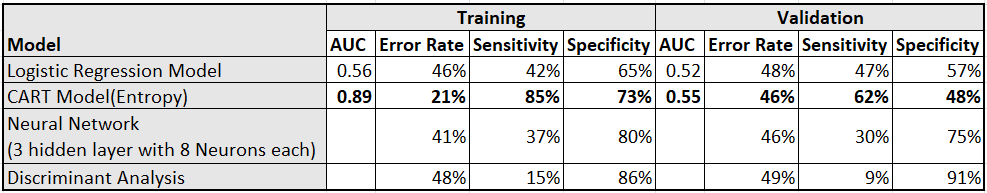 Training Validation
Model AUC Error Rate Sensitivity Specificity AUC Error Rate Sensitivity Specificity
Logistic Regression Model 0.56 46% 42% 65% 0.52 48% 47% 57%
CART Model(Entropy) 0.89 21% 85% 73% 0.55 46% 62% 48%
Neural Network
(3 hidden layer with 8 Neurons each) 41% 37% 80% 46% 30% 75%
Discriminant Analysis 48% 15% 86% 49% 9% 91%